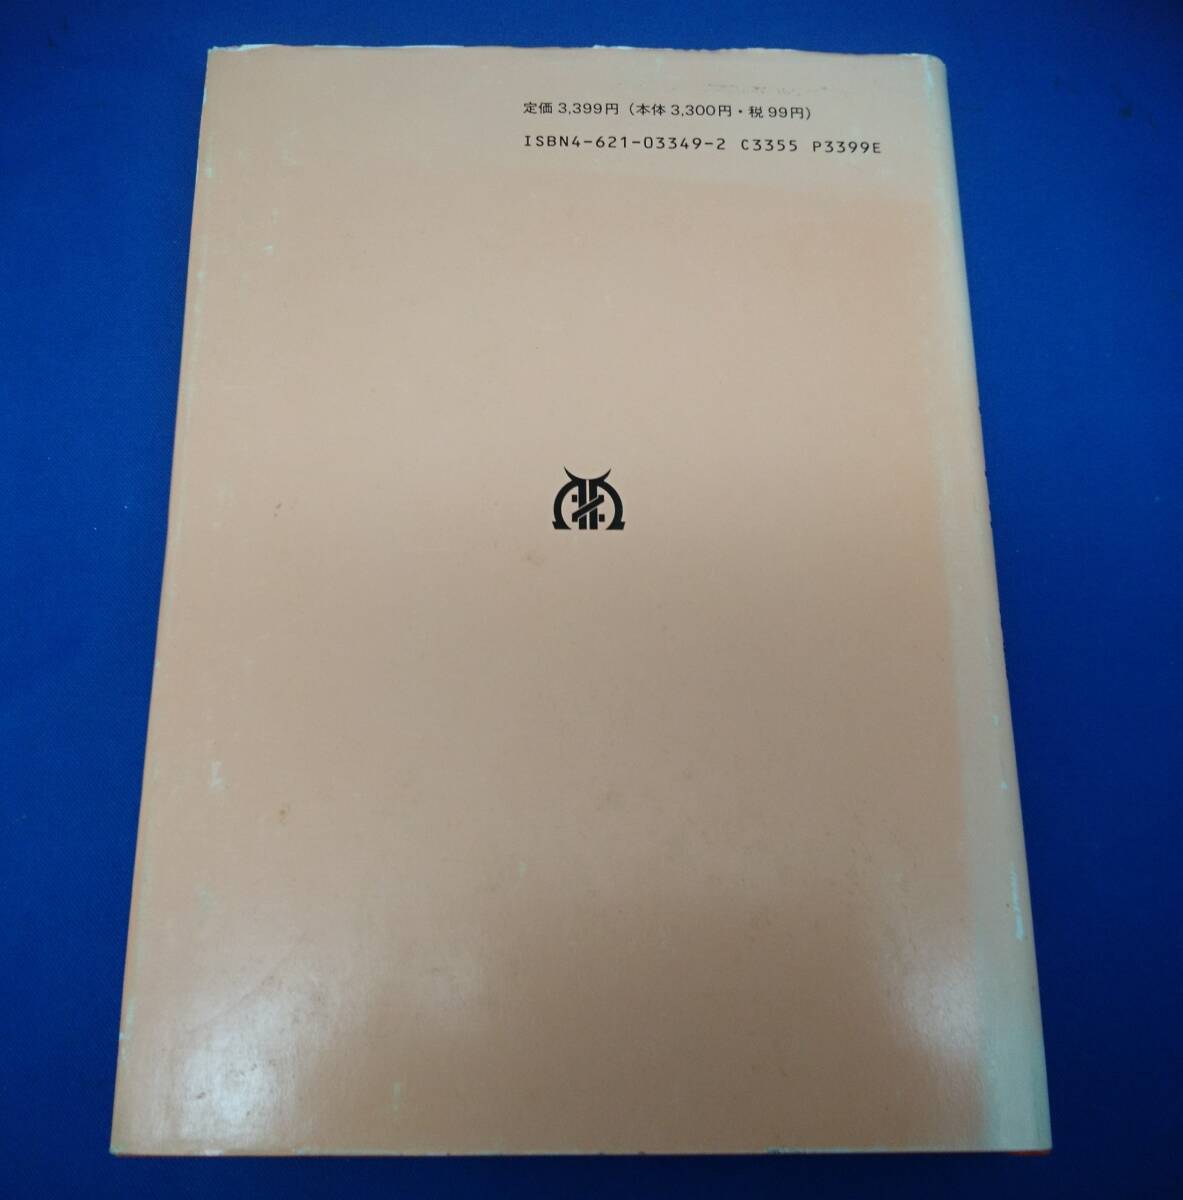 定価 3,399円（本体 3,300円・税 99円）
ISBN4-621-03349-2 C3355 P3399E